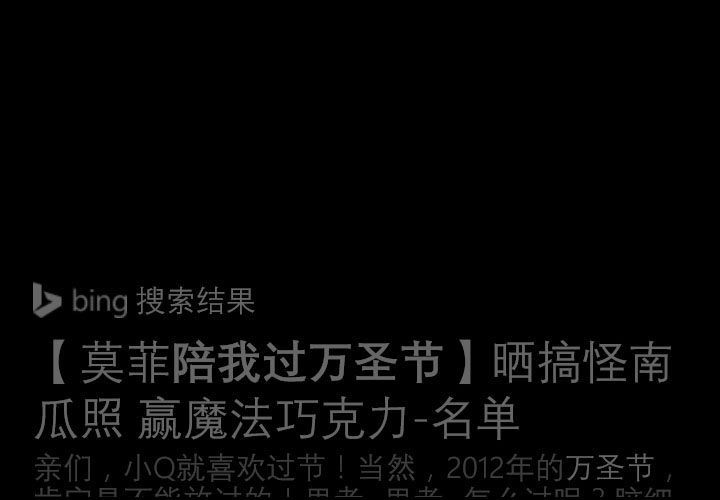 bing 搜索结果
【莫菲陪我过万圣节】晒搞怪南
瓜照 赢魔法巧克力-名单
亲们，小Q就喜欢过节！当然，2012年的万圣节，